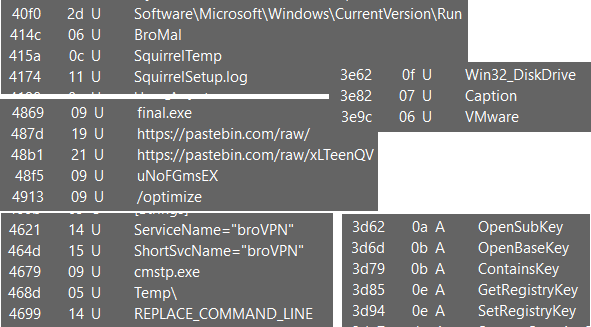 40f0 2d U Software\Microsoft\Windows\CurrentVersion\Run
414c 06 U BroMal
415a 0c U SquirrelTemp
4174 11 U SquirrelSetup.log
3e62 0f U Win32_DiskDrive
3e82 07 U Caption
3e9c 06 U VMware
4869 09 U final.exe
487d 19 U https://pastebin.com/raw/
48b1 21 U https://pastebin.com/raw/xLTeenQV
48f5 09 U uNoFGmsEX
4913 09 U /optimize
4621 14 U ServiceName="broVPN"
464d 15 U ShortSvcName="broVPN"
4679 09 U cmstp.exe
468d 05 U Temp\
4699 14 U REPLACE_COMMAND_LINE
3d62 0a A OpenSubKey
3d6d 0b A OpenBaseKey
3d79 0b A ContainsKey
3d85 0e A GetRegistryKey
3d94 0e A SetRegistryKey